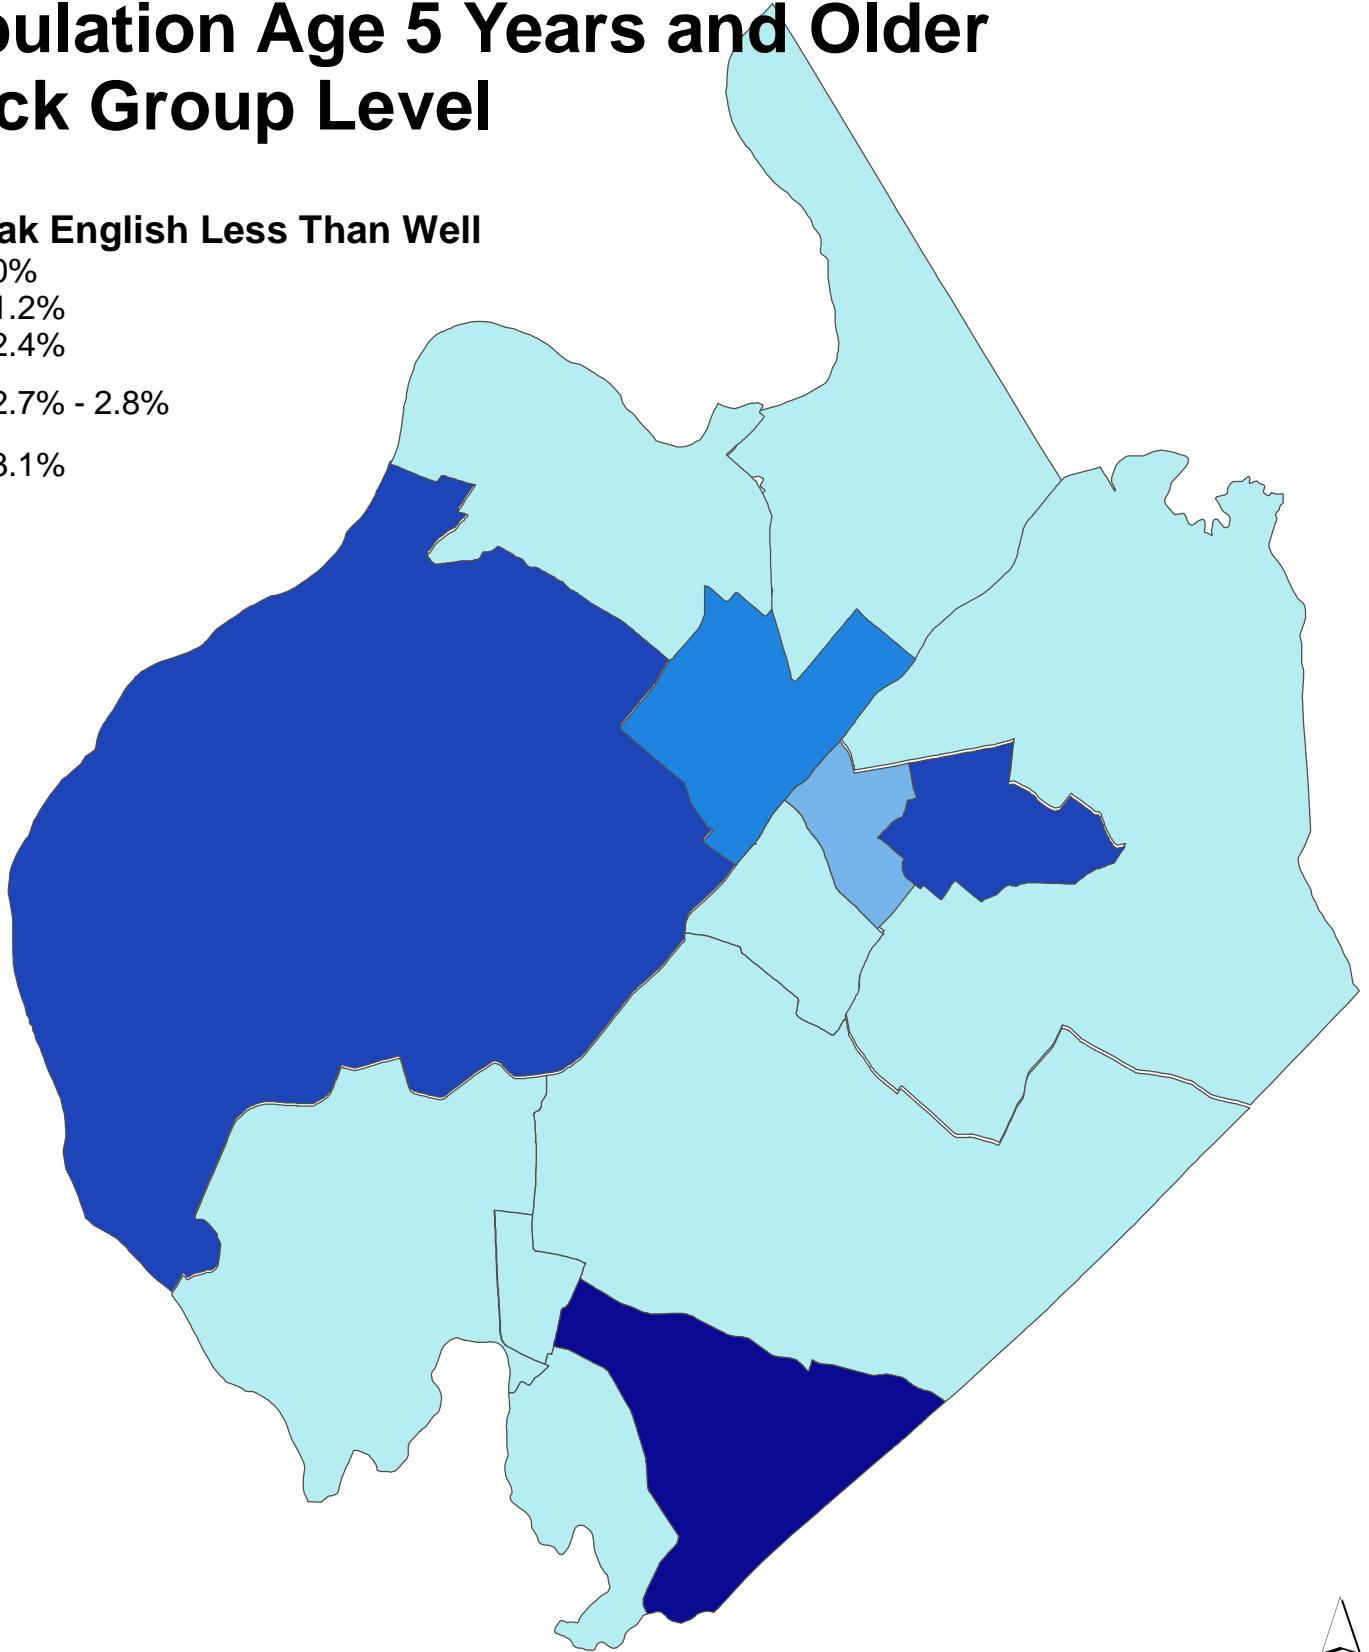 pulation Age 5 Years and Older
ck Group Level
ak English Less Than Well
0%
1.2%
2.4%
2.7% - 2.8%
3.1%